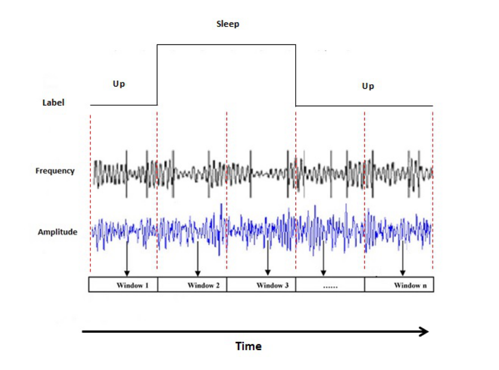 Sleep
Up
Up
Label
Frequency
Amplitude
Window 1
Window 2
Window 3
......
Window n
Time